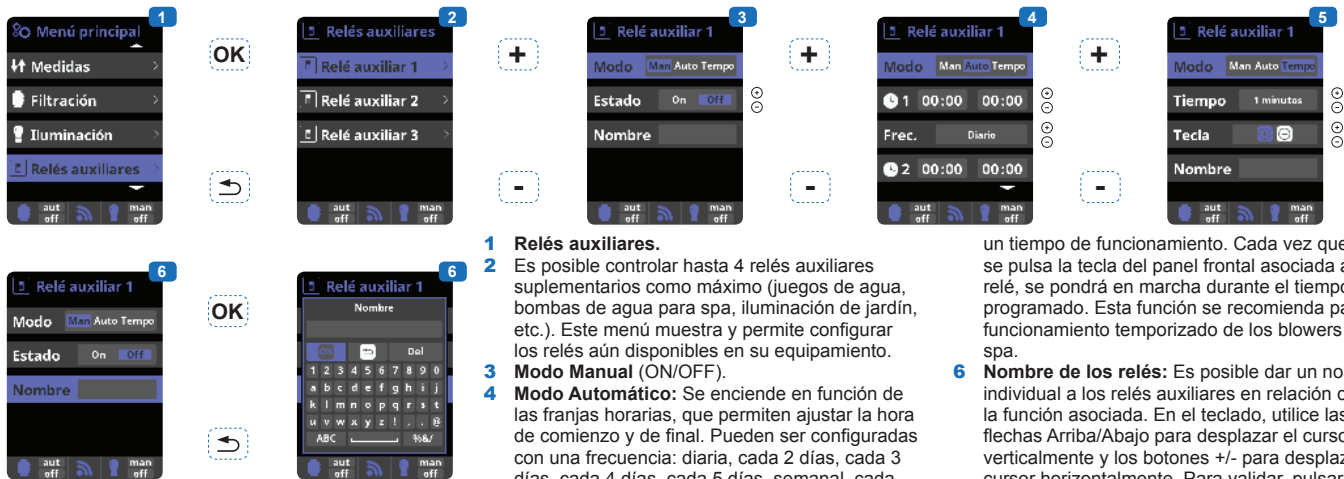 1
Menú principal
Medidas
Filtración
Iluminación
Relés auxiliares
aut off
man off
OK
2
Relés auxiliares
Relé auxiliar 1
Relé auxiliar 2
Relé auxiliar 3
aut off
man off
+
-
3
Relé auxiliar 1
Modo Man Auto Tempo
Estado On Off
Nombre
aut off
man off
+
-
4
Relé auxiliar 1
Modo Man Auto Tempo
1 00:00 00:00
Frec. Diario
2 00:00 00:00
aut off
man off
+
-
5
Relé auxiliar 1
Modo Man Auto Tempo
Tiempo 1 minutos
Tecla
Nombre
aut off
man off
6
Relé auxiliar 1
Modo Man Auto Tempo
Estado On Off
Nombre
aut off
man off
OK
6
Relé auxiliar 1
Nombre
OK Del
1 2 3 4 5 6 7 8 9 0
a b c d e f g h i j
k l m n o p q r s t
u v w x y z ! . . @
ABC %&/
aut off
man off
1 Relés auxiliares.
2 Es posible controlar hasta 4 relés auxiliares
suplementarios como máximo (juegos de agua,
bombas de agua para spa, iluminación de jardín,
etc.). Este menú muestra y permite configurar
los relés aún disponibles en su equipamiento.
3 Modo Manual (ON/OFF).
4 Modo Automático: Se enciende en función de
las franjas horarias, que permiten ajustar la hora
de comienzo y de final. Pueden ser configuradas
con una frecuencia: diaria, cada 2 días, cada 3
días, cada 4 días, cada 5 días, semanal, cada
un tiempo de funcionamiento. Cada vez que
se pulsa la tecla del panel frontal asociada a
relé, se pondrá en marcha durante el tiempo
programado. Esta función se recomienda pa
funcionamiento temporizado de los blowers
spa.
6 Nombre de los relés: Es posible dar un no
individual a los relés auxiliares en relación c
la función asociada. En el teclado, utilice las
flechas Arriba/Abajo para desplazar el curso
verticalmente y los botones +/- para desplaz
cursor horizontalmente. Para validar, pulsar